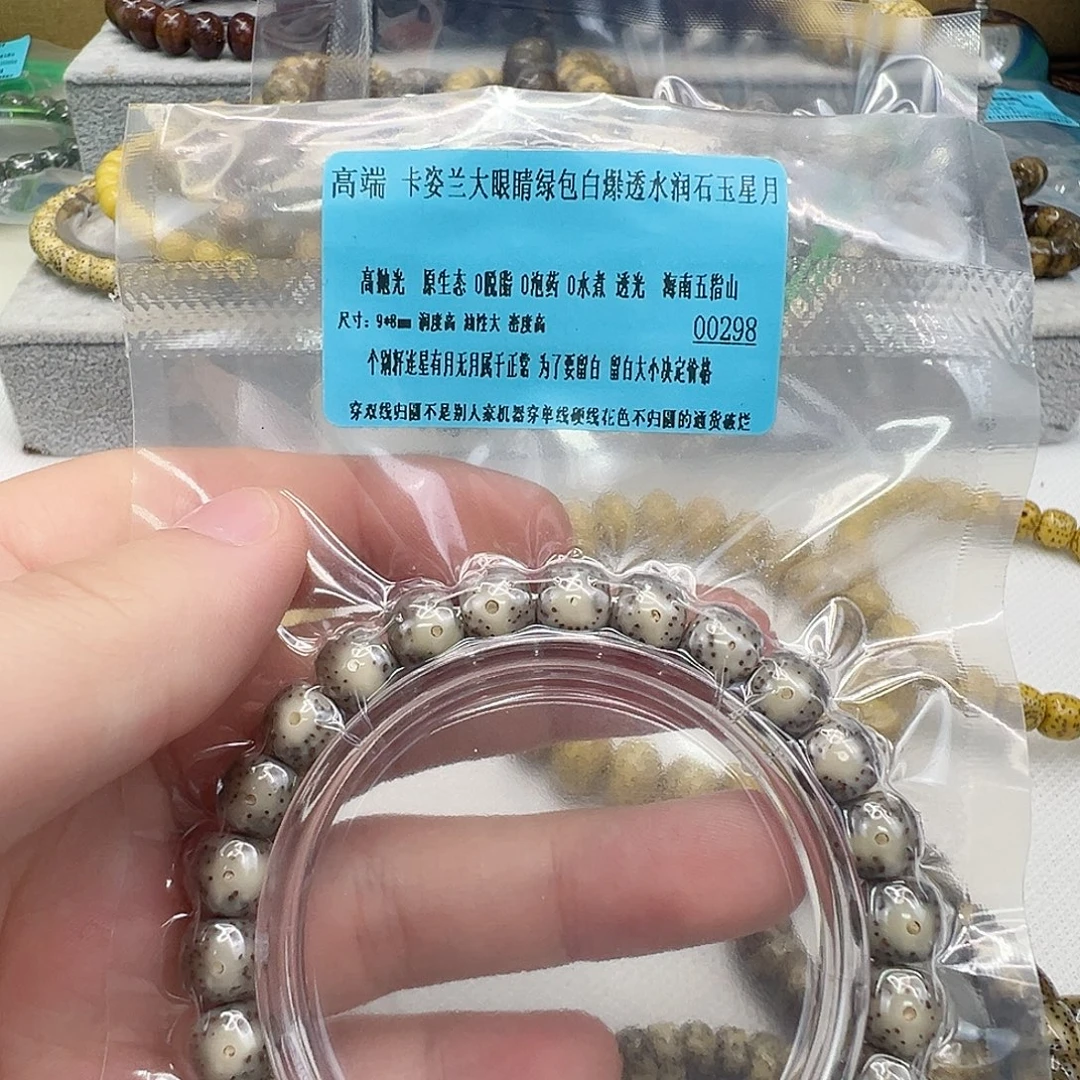 高端 卡姿兰大眼睛绿包白爆透水润石玉星月
高抛光 原生态 0脱脂 0泡药 0水煮 透光 海南五指山
尺寸：9*8mm 润度高 油性大 密度高
00298
个别籽连星有月无月属于正常 为了要留白 留白大小决定价格
穿双线归圆不是别人家机器穿单线硬线花色不归圆的通货破烂